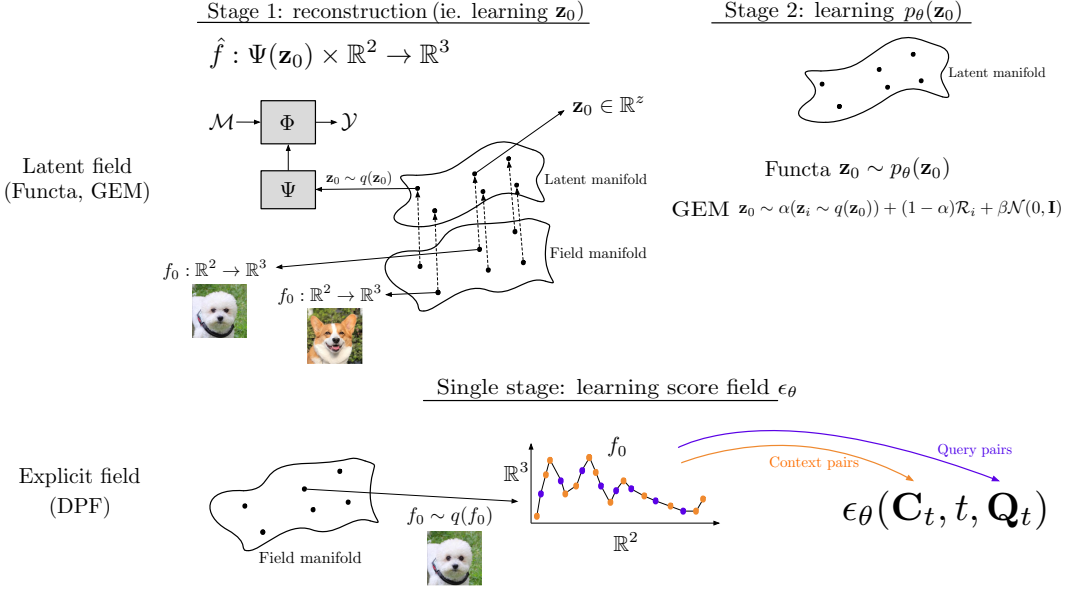 Stage 1: reconstruction (ie. learning z₀)
Stage 2: learning pθ(z₀)
f̂ : Ψ(z₀) × ℝ² → ℝ³
Latent manifold
z₀ ∈ ℝᶻ
ℳ
Φ
𝒴
Latent field
(Functa, GEM)
Ψ
z₀ ∼ q(z₀)
Latent manifold
Functa z₀ ∼ pθ(z₀)
GEM z₀ ∼ α(zᵢ ∼ q(z₀)) + (1 − α)ℛᵢ + β𝒩(0, I)
Field manifold
f₀ : ℝ² → ℝ³
f₀ : ℝ² → ℝ³
Single stage: learning score field ϵθ
Explicit field
(DPF)
Field manifold
f₀ ∼ q(f₀)
ℝ³
f₀
ℝ²
Query pairs
Context pairs
ϵθ(Cₜ, t, Qₜ)